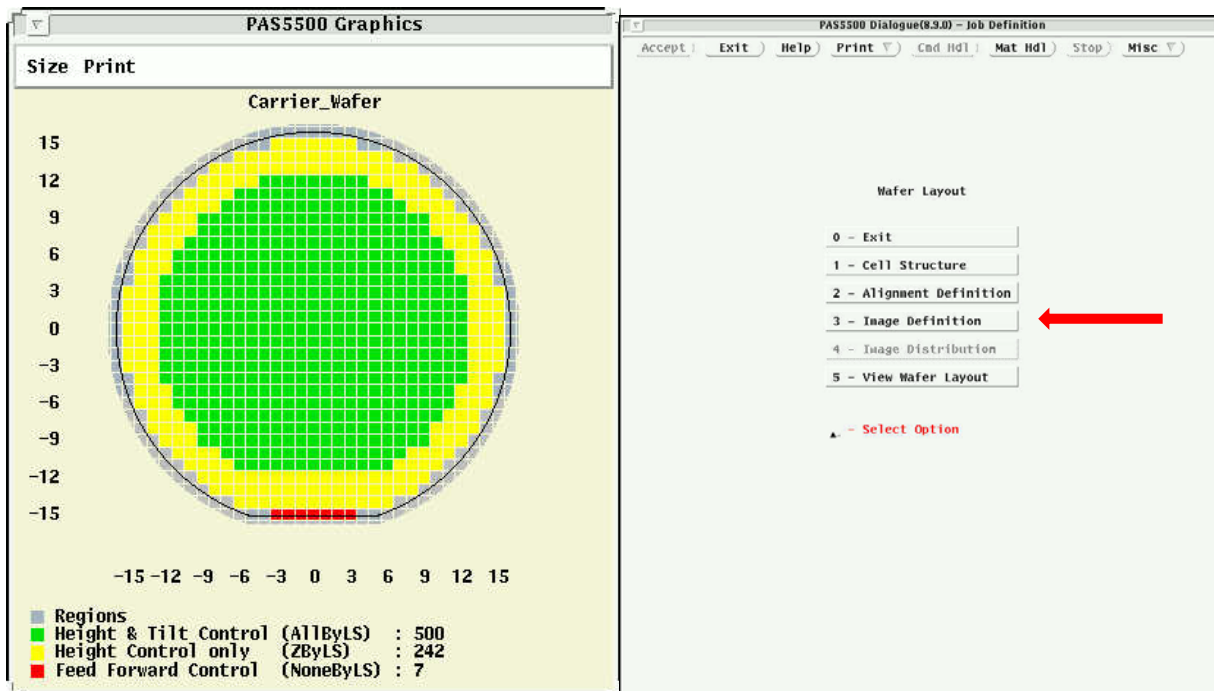 PAS5500 Graphics
Size Print
Carrier_Wafer
15
12
9
6
3
0
-3
-6
-9
-12
-15
-15 -12 -9 -6 -3 0 3 6 9 12 15
Regions
Height & Tilt Control (AllByLS) : 500
Height Control only (ZByLS) : 242
Feed Forward Control (NoneByLS) : 7
PAS5500 Dialogue(8.9.0) - Job Definition
Accept Exit Help Print Cmd Hdl Mat Hdl Stop Misc
Wafer Layout
0 - Exit
1 - Cell Structure
2 - Alignment Definition
3 - Image Definition
4 - Image Distribution
5 - View Wafer Layout
- Select Option